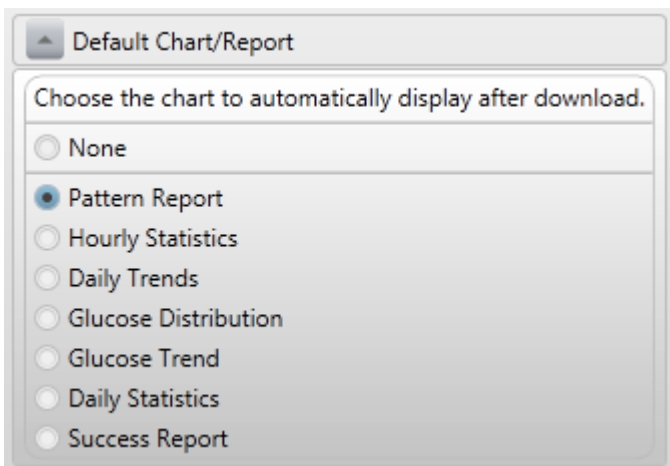 Default Chart/Report
Choose the chart to automatically display after download.
None
Pattern Report
Hourly Statistics
Daily Trends
Glucose Distribution
Glucose Trend
Daily Statistics
Success Report